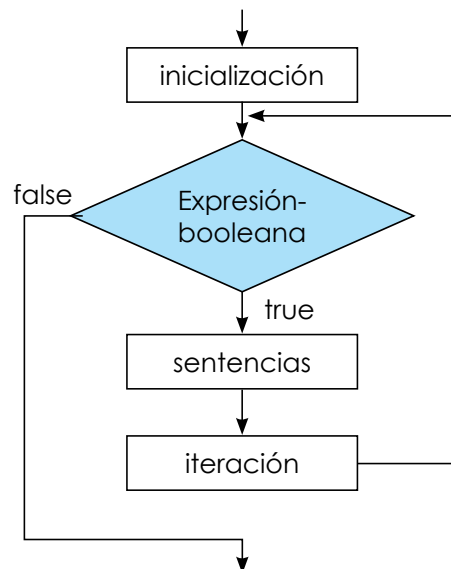 inicialización
false
Expresión-
booleana
true
sentencias
iteración